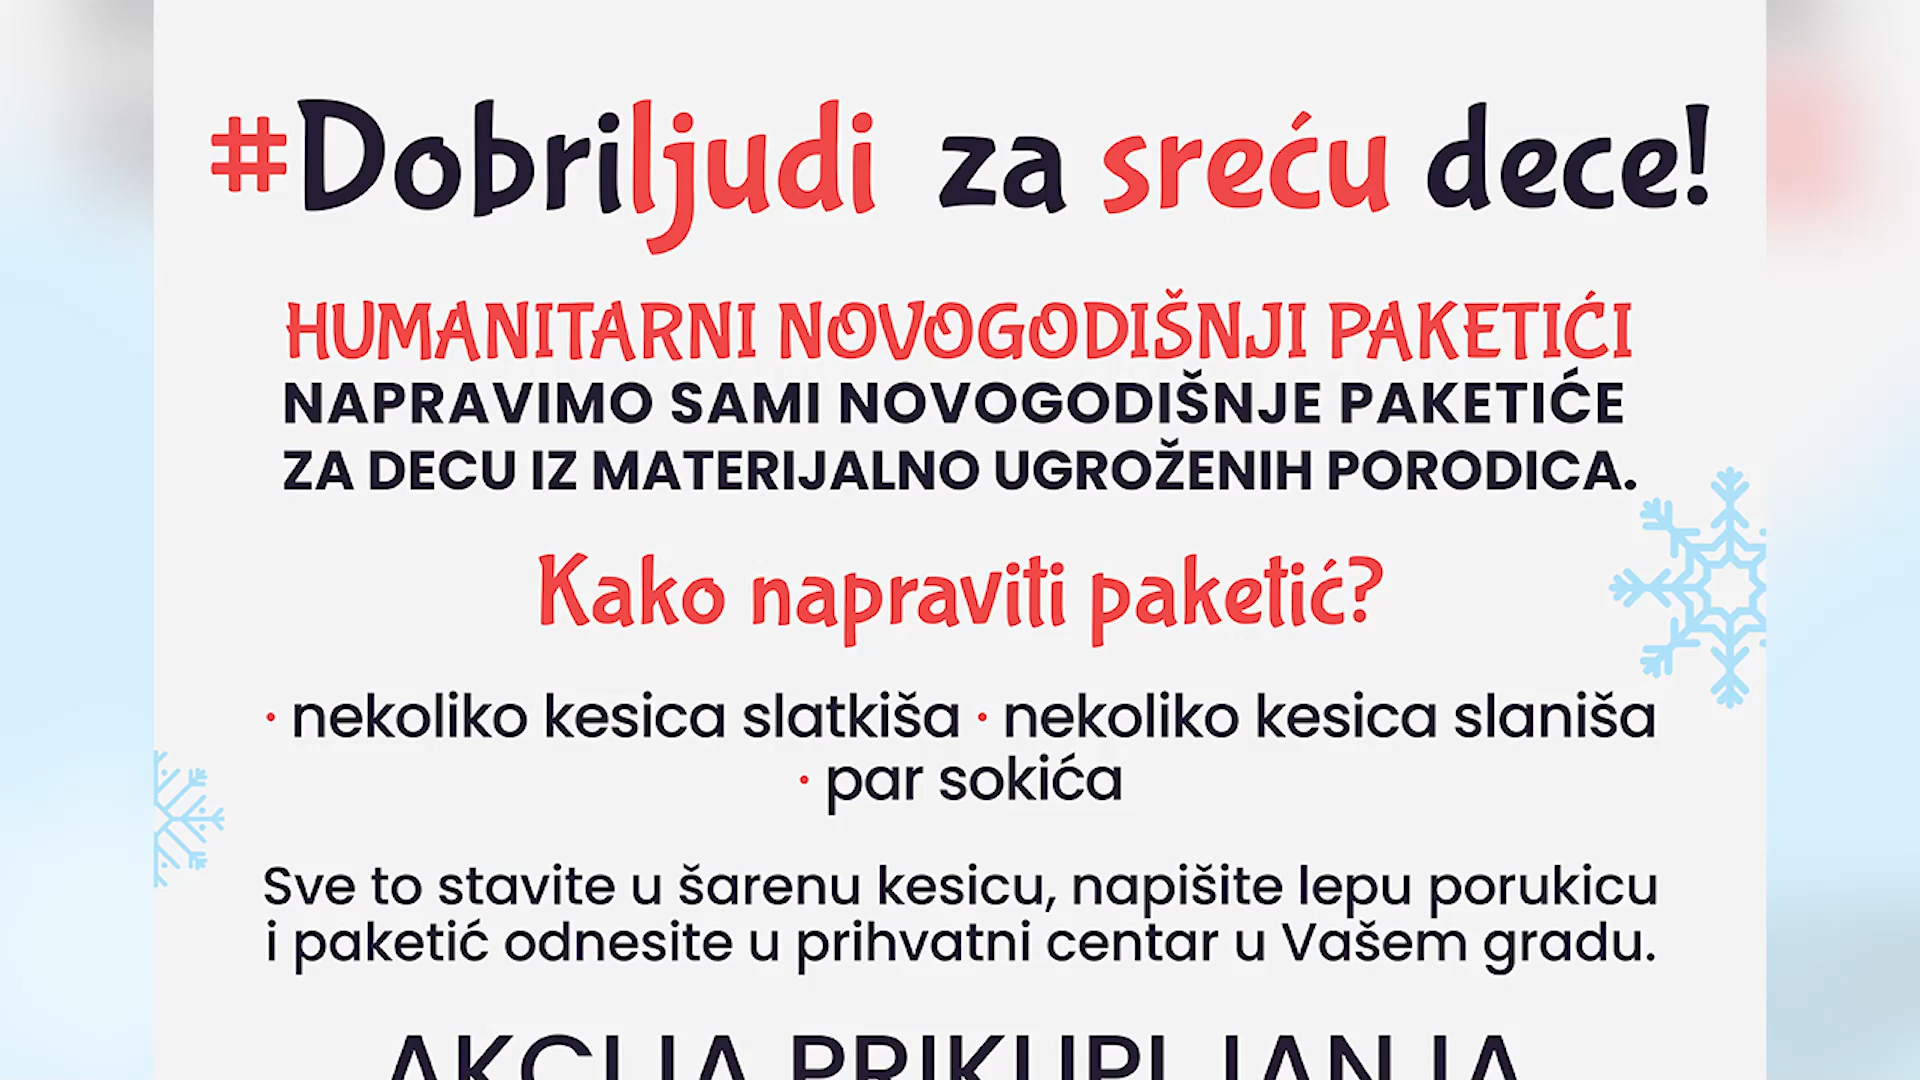 #Dobriljudi za sreću dece!
HUMANITARNI NOVOGODIŠNJI PAKETIĆI
NAPRAVIMO SAMI NOVOGODIŠNJE PAKETIĆE
ZA DECU IZ MATERIJALNO UGROŽENIH PORODICA.
Kako napraviti paketić?
· nekoliko kesica slatkiša · nekoliko kesica slaniša
· par sokića
Sve to stavite u šarenu kesicu, napišite lepu porukicu
i paketić odnesite u prihvatni centar u Vašem gradu.
AKCIJA PRIKUPLJANJA